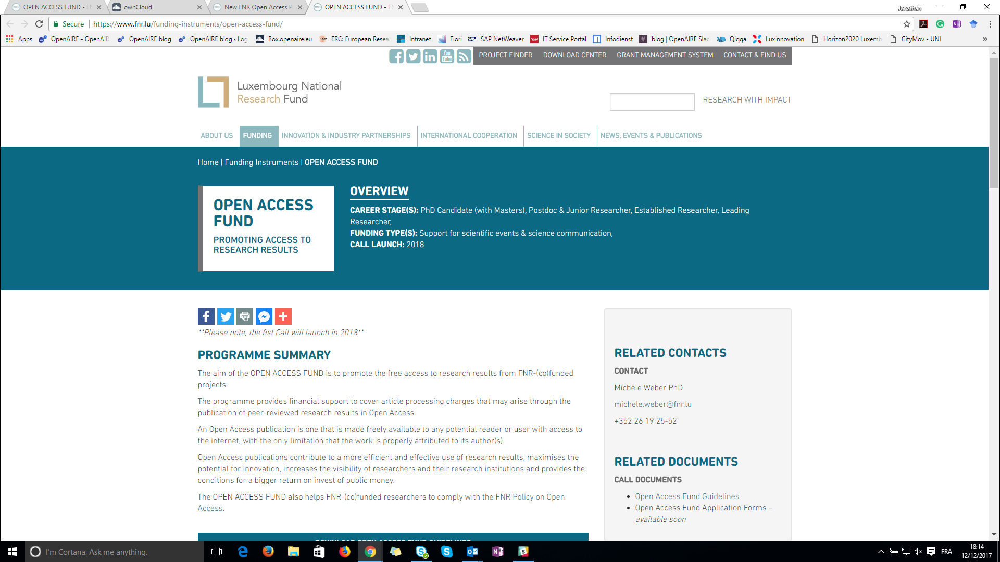 OPEN ACCESS FUND - F
ownCloud
New FNR Open Access P
OPEN ACCESS FUND - F
Jonathan
Secure
https://www.fnr.lu/funding-instruments/open-access-fund/
Apps
OpenAIRE - OpenAIR
OpenAIRE blog
OpenAIRE blog ‹ Log
Box.openaire.eu
ERC: European Resea
Intranet
Fiori
SAP NetWeaver
IT Service Portal
Infodienst
blog | OpenAIRE Slac
Qiqqa
Luxinnovation
Horizon2020 Luxemb
CityMov - UNI
»
You
Tube
PROJECT FINDER
DOWNLOAD CENTER
GRANT MANAGEMENT SYSTEM
CONTACT & FIND US
Luxembourg National
Research Fund
RESEARCH WITH IMPACT
ABOUT US
FUNDING
INNOVATION & INDUSTRY PARTNERSHIPS
INTERNATIONAL COOPERATION
SCIENCE IN SOCIETY
NEWS, EVENTS & PUBLICATIONS
Home | Funding Instruments | OPEN ACCESS FUND
OPEN ACCESS
FUND
PROMOTING ACCESS TO
RESEARCH RESULTS
OVERVIEW
CAREER STAGE(S): PhD Candidate (with Masters), Postdoc & Junior Researcher, Established Researcher, Leading
Researcher,
FUNDING TYPE(S): Support for scientific events & science communication,
CALL LAUNCH: 2018
**Please note, the fist Call will launch in 2018**
PROGRAMME SUMMARY
The aim of the OPEN ACCESS FUND is to promote the free access to research results from FNR-(co)funded
projects.
The programme provides financial support to cover article processing charges that may arise through the
publication of peer-reviewed research results in Open Access.
An Open Access publication is one that is made freely available to any potential reader or user with access to
the internet, with the only limitation that the work is properly attributed to its author(s).
Open Access publications contribute to a more efficient and effective use of research results, maximises the
potential for innovation, increases the visibility of researchers and their research institutions and provides the
conditions for a bigger return on invest of public money.
The OPEN ACCESS FUND also helps FNR-(co)funded researchers to comply with the FNR Policy on Open
Access.
DOWNLOAD OPEN ACCESS FUND GUIDELINES
RELATED CONTACTS
CONTACT
Michèle Weber PhD
michele.weber@fnr.lu
+352 26 19 25-52
RELATED DOCUMENTS
CALL DOCUMENTS
Open Access Fund Guidelines
Open Access Fund Application Forms –
available soon
I'm Cortana. Ask me anything.
FRA
18:14
12/12/2017